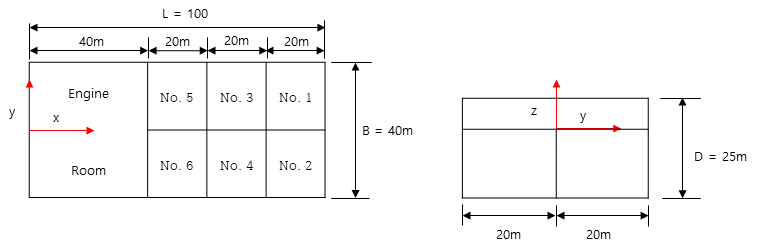 L = 100
40m 20m 20m 20m
Engine No. 5 No. 3 No. 1
y x
B = 40m
Room No. 6 No. 4 No. 2
z y
D = 25m
20m 20m